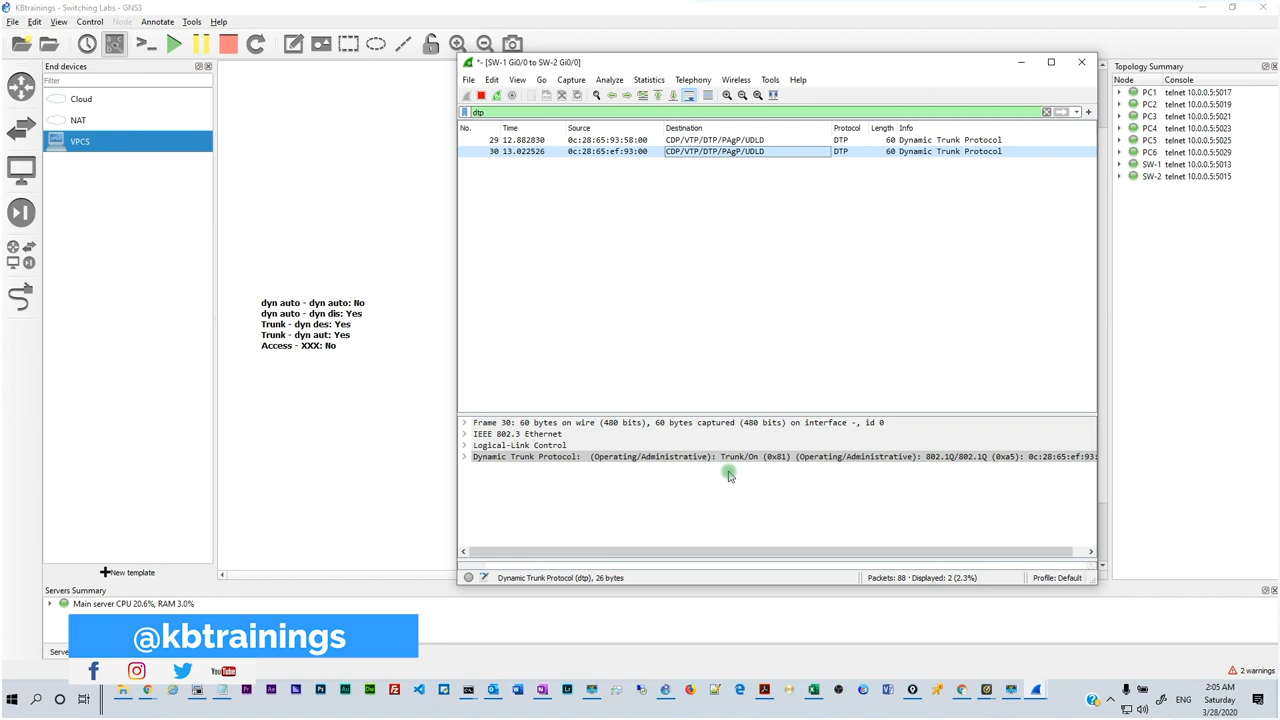 KBtrainings - Switching Labs - GNS3
File Edit View Control Node Annotate Tools Help
End devices
Filter
Cloud
NAT
VPCS
New template
dyn auto - dyn auto: No
dyn auto - dyn dis: Yes
Trunk - dyn des: Yes
Trunk - dyn aut: Yes
Access - XXX: No
*- [SW-1 Gi0/0 to SW-2 Gi0/0]
File Edit View Go Capture Analyze Statistics Telephony Wireless Tools Help
dtp
No. Time Source Destination Protocol Length Info
29 12.882830 0c:28:65:93:58:00 CDP/VTP/DTP/PAgP/UDLD DTP 60 Dynamic Trunk Protocol
30 13.022526 0c:28:65:ef:93:00 CDP/VTP/DTP/PAgP/UDLD DTP 60 Dynamic Trunk Protocol
Frame 30: 60 bytes on wire (480 bits), 60 bytes captured (480 bits) on interface -, id 0
IEEE 802.3 Ethernet
Logical-Link Control
Dynamic Trunk Protocol: (Operating/Administrative): Trunk/On (0x81) (Operating/Administrative): 802.1Q/802.1Q (0xa5): 0c:28:65:ef:93:
Dynamic Trunk Protocol (dtp), 26 bytes
Packets: 88 · Displayed: 2 (2.3%)
Profile: Default
Topology Summary
Node Console
PC1 telnet 10.0.0.5:5017
PC2 telnet 10.0.0.5:5019
PC3 telnet 10.0.0.5:5021
PC4 telnet 10.0.0.5:5023
PC5 telnet 10.0.0.5:5025
PC6 telnet 10.0.0.5:5029
SW-1 telnet 10.0.0.5:5013
SW-2 telnet 10.0.0.5:5015
Servers Summary
Main server CPU 20.6%, RAM 3.0%
@kbtrainings
Serve
2 warnings
ENG
2:05 AM
Saturday
3/28/2020